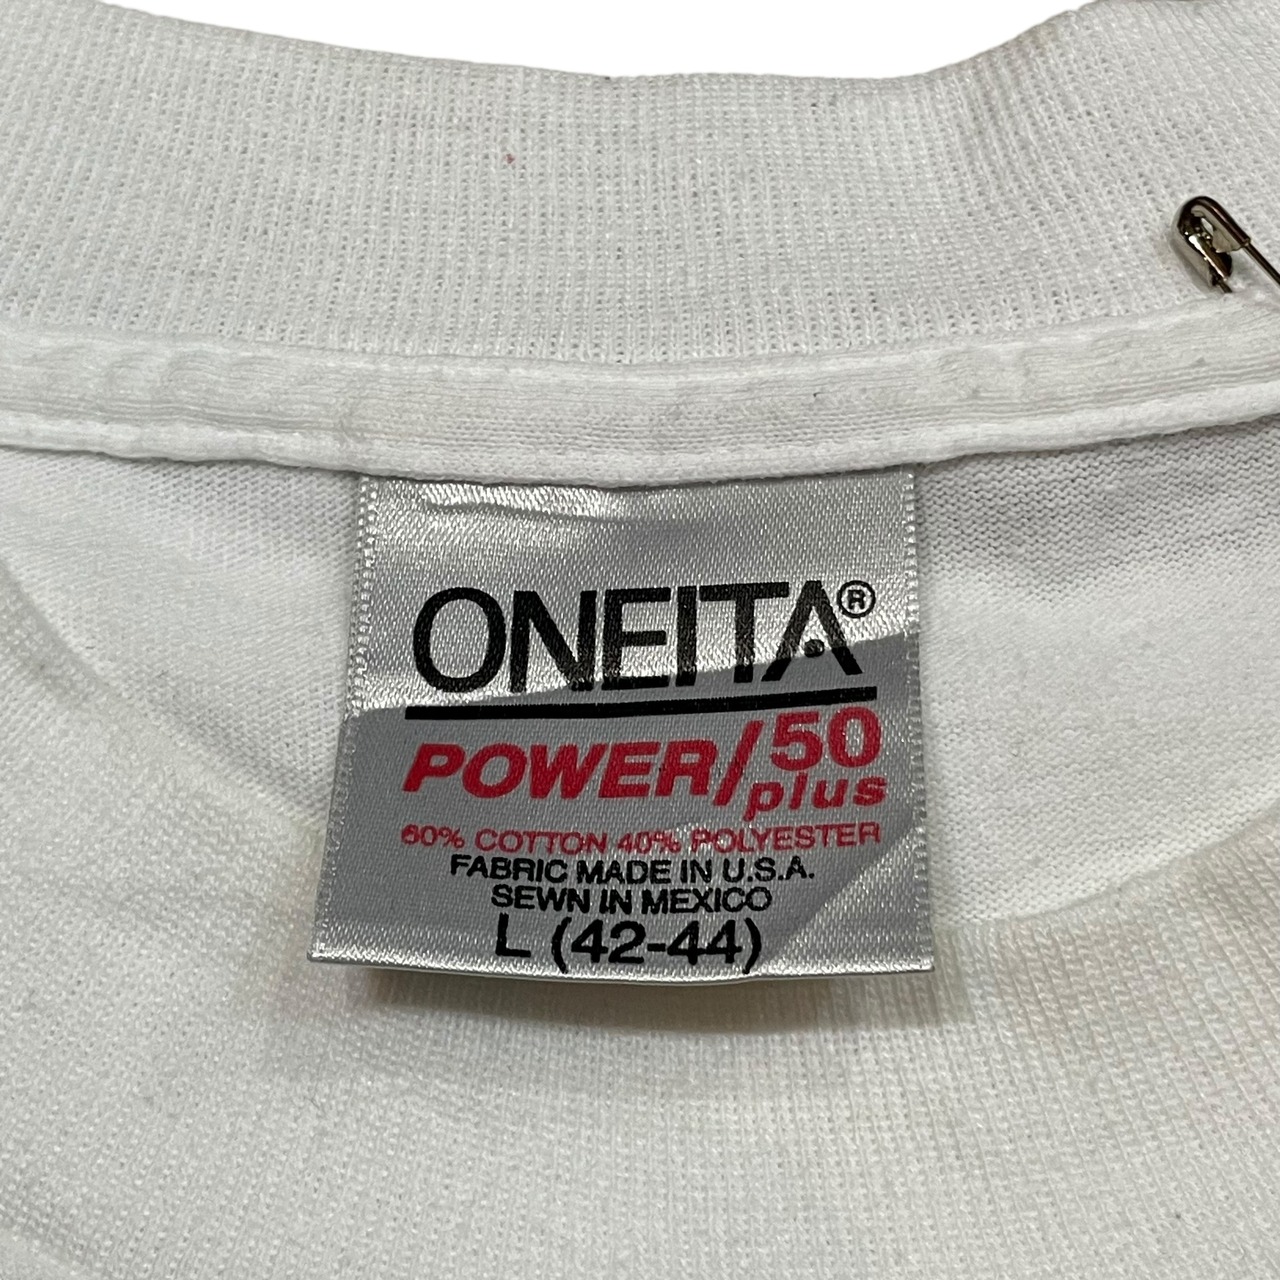 ONEITA®
POWER/50 plus
60% COTTON 40% POLYESTER
FABRIC MADE IN U.S.A.
SEWN IN MEXICO
L (42-44)